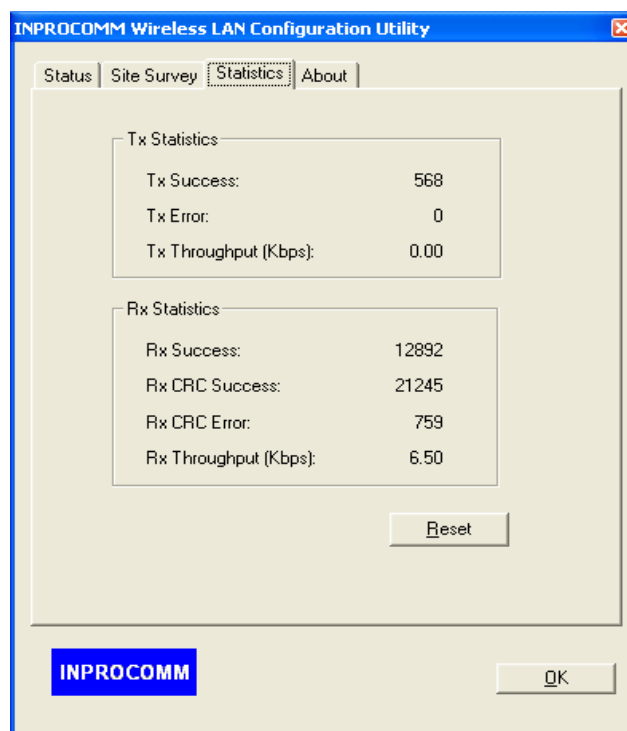 INPROCOMM Wireless LAN Configuration Utility
Status Site Survey Statistics About
Tx Statistics
Tx Success: 568
Tx Error: 0
Tx Throughput (Kbps): 0.00
Rx Statistics
Rx Success: 12892
Rx CRC Success: 21245
Rx CRC Error: 759
Rx Throughput (Kbps): 6.50
Reset
INPROCOMM
OK